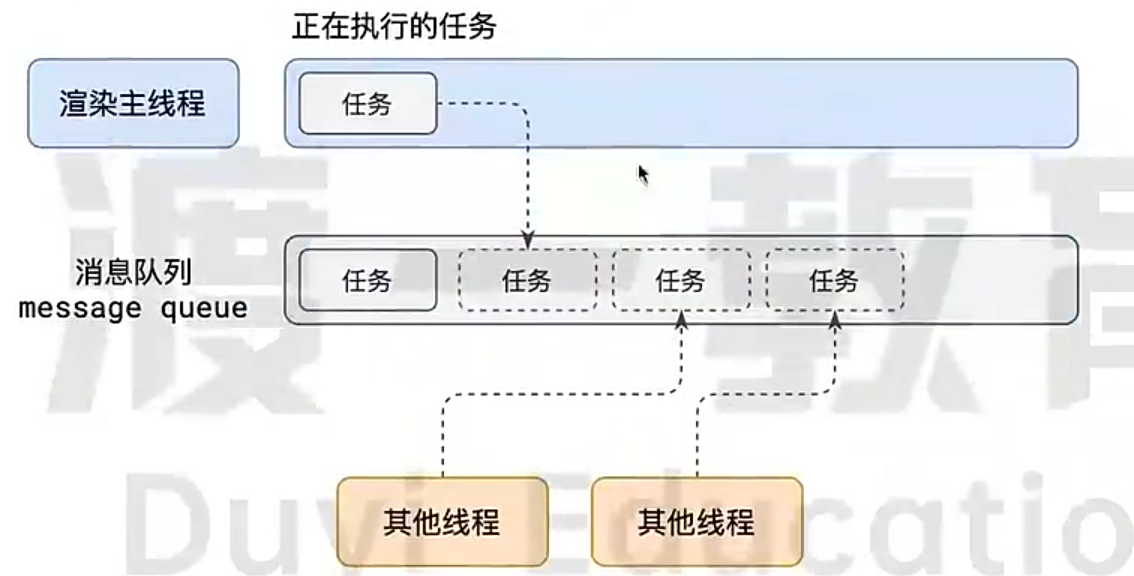 正在执行的任务
渲染主线程
任务
消息队列
message queue
任务
任务
任务
任务
其他线程
其他线程
渡一教育
Duyi Educatio